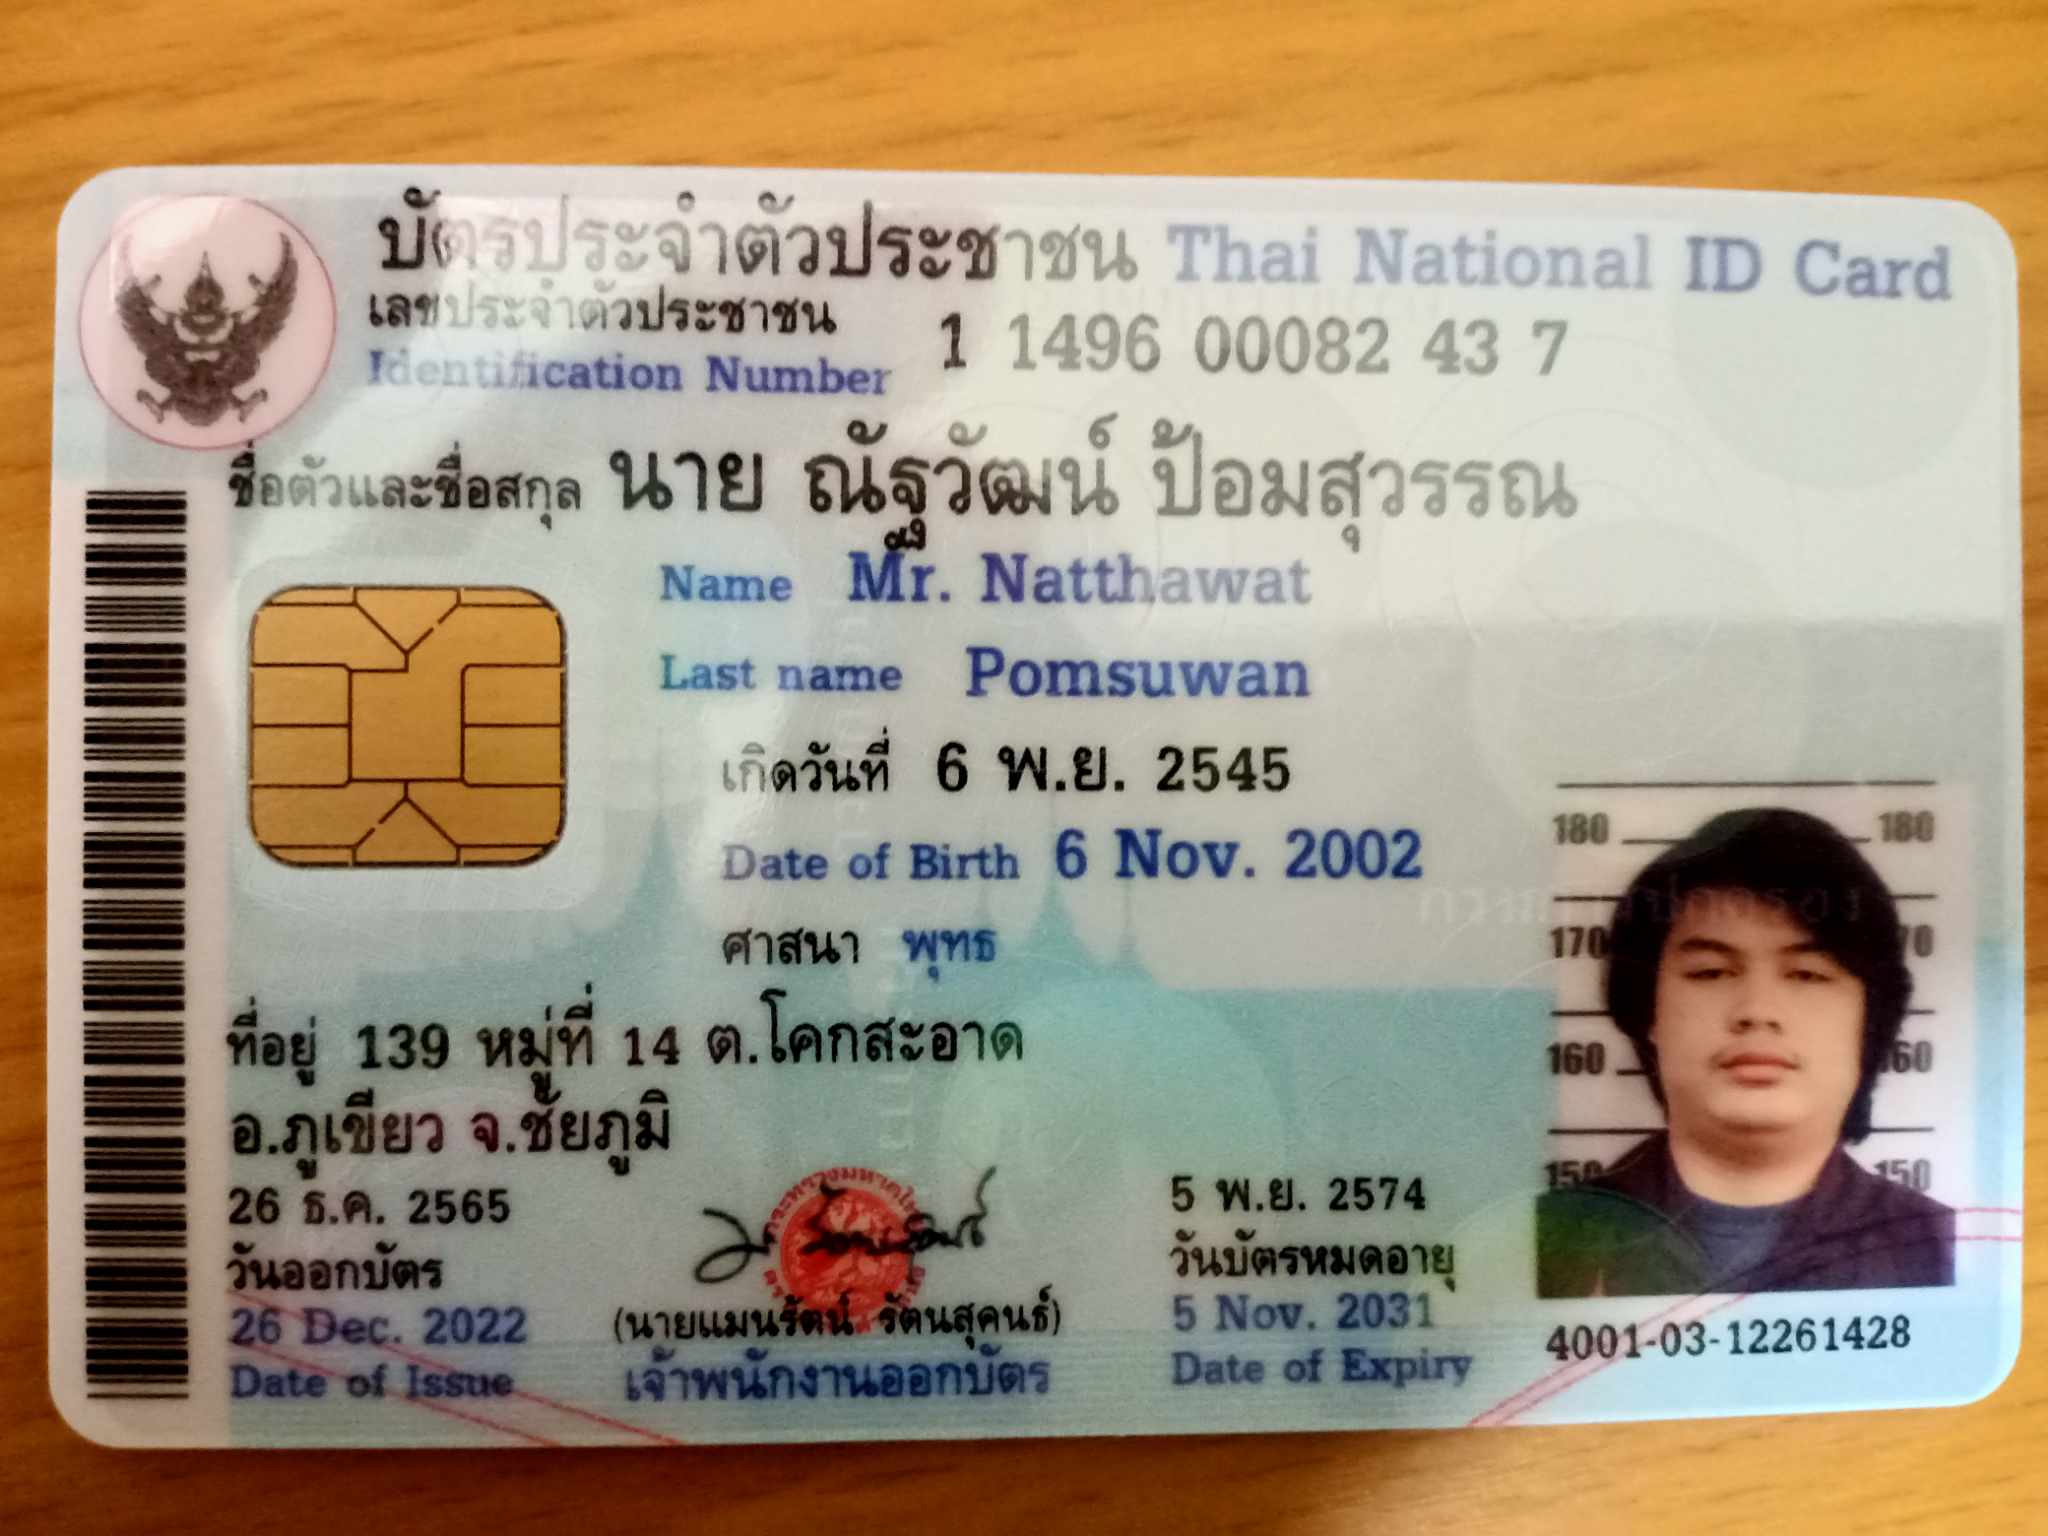 บัตรประจำตัวประชาชน Thai National ID Card
เลขประจำตัวประชาชน
Identification Number
1 1496 00082 43 7
ชื่อตัวและชื่อสกุล นาย ณัฐวัฒน์ ป้อมสุวรรณ
Name Mr. Natthawat
Last name Pomsuwan
เกิดวันที่ 6 พ.ย. 2545
Date of Birth 6 Nov. 2002
ศาสนา พุทธ
ที่อยู่ 139 หมู่ที่ 14 ต.โคกสะอาด
อ.ภูเขียว จ.ชัยภูมิ
26 ธ.ค. 2565
วันออกบัตร
26 Dec. 2022
Date of Issue
(นายแมนรัตน์ รัตนสุคนธ์)
เจ้าพนักงานออกบัตร
5 พ.ย. 2574
วันบัตรหมดอายุ
5 Nov. 2031
Date of Expiry
180 180
170 70
160 60
150 150
4001-03-12261428